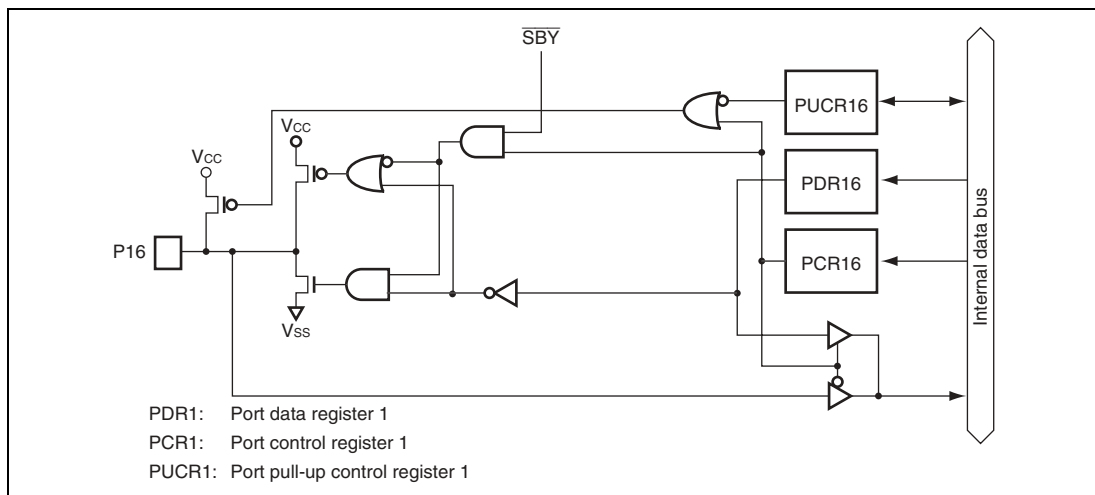 SBY
PUCR16
VCC
VCC
PDR16
P16
PCR16
Internal data bus
VSS
PDR1: Port data register 1
PCR1: Port control register 1
PUCR1: Port pull-up control register 1